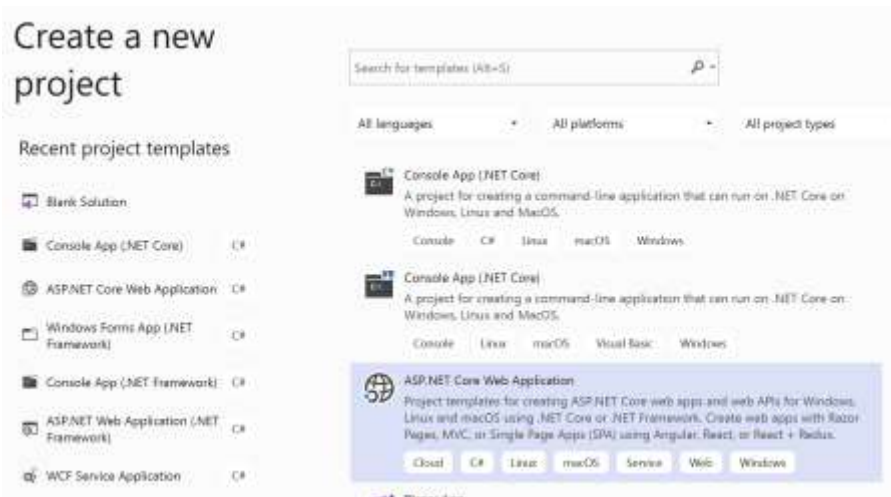 Create a new
project
Recent project templates
Blank Solution
Console App (.NET Core) C#
ASP.NET Core Web Application C#
Windows Forms App (.NET
Framework) C#
Console App (.NET Framework) C#
ASP.NET Web Application (.NET
Framework) C#
WCF Service Application C#
Search for templates (Alt+S)
All languages All platforms All project types
Console App (.NET Core)
A project for creating a command-line application that can run on .NET Core on
Windows, Linux and MacOS.
Console C# Linux macOS Windows
Console App (.NET Core)
A project for creating a command-line application that can run on .NET Core on
Windows, Linux and MacOS.
Console Linux macOS Visual Basic Windows
ASP.NET Core Web Application
Project templates for creating ASP.NET Core web apps and web APIs for Windows,
Linux and macOS using .NET Core or .NET Framework. Create web apps with Razor
Pages, MVC, or Single Page Apps (SPA) using Angular, React, or React + Redux.
Cloud C# Linux macOS Service Web Windows